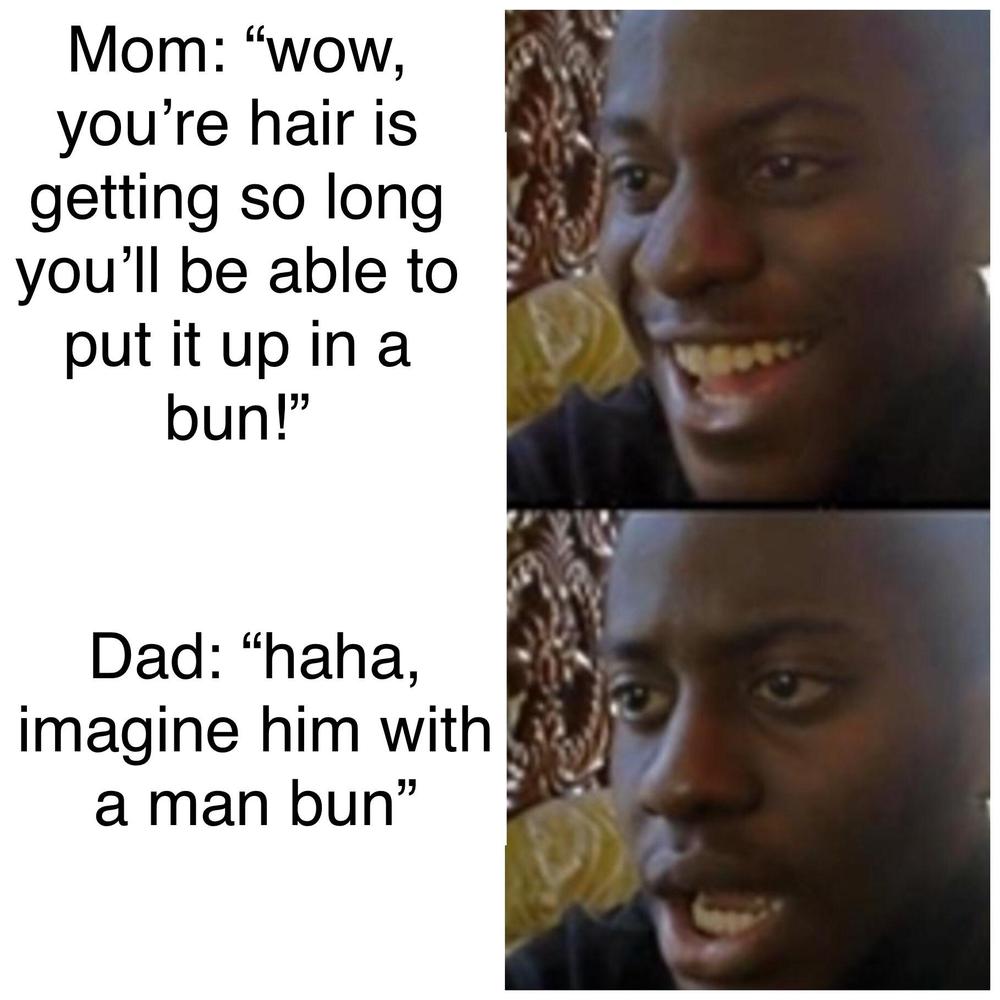 Mom: “wow,
you’re hair is
getting so long
you’ll be able to
put it up in a
bun!”
Dad: “haha,
imagine him with
a man bun”